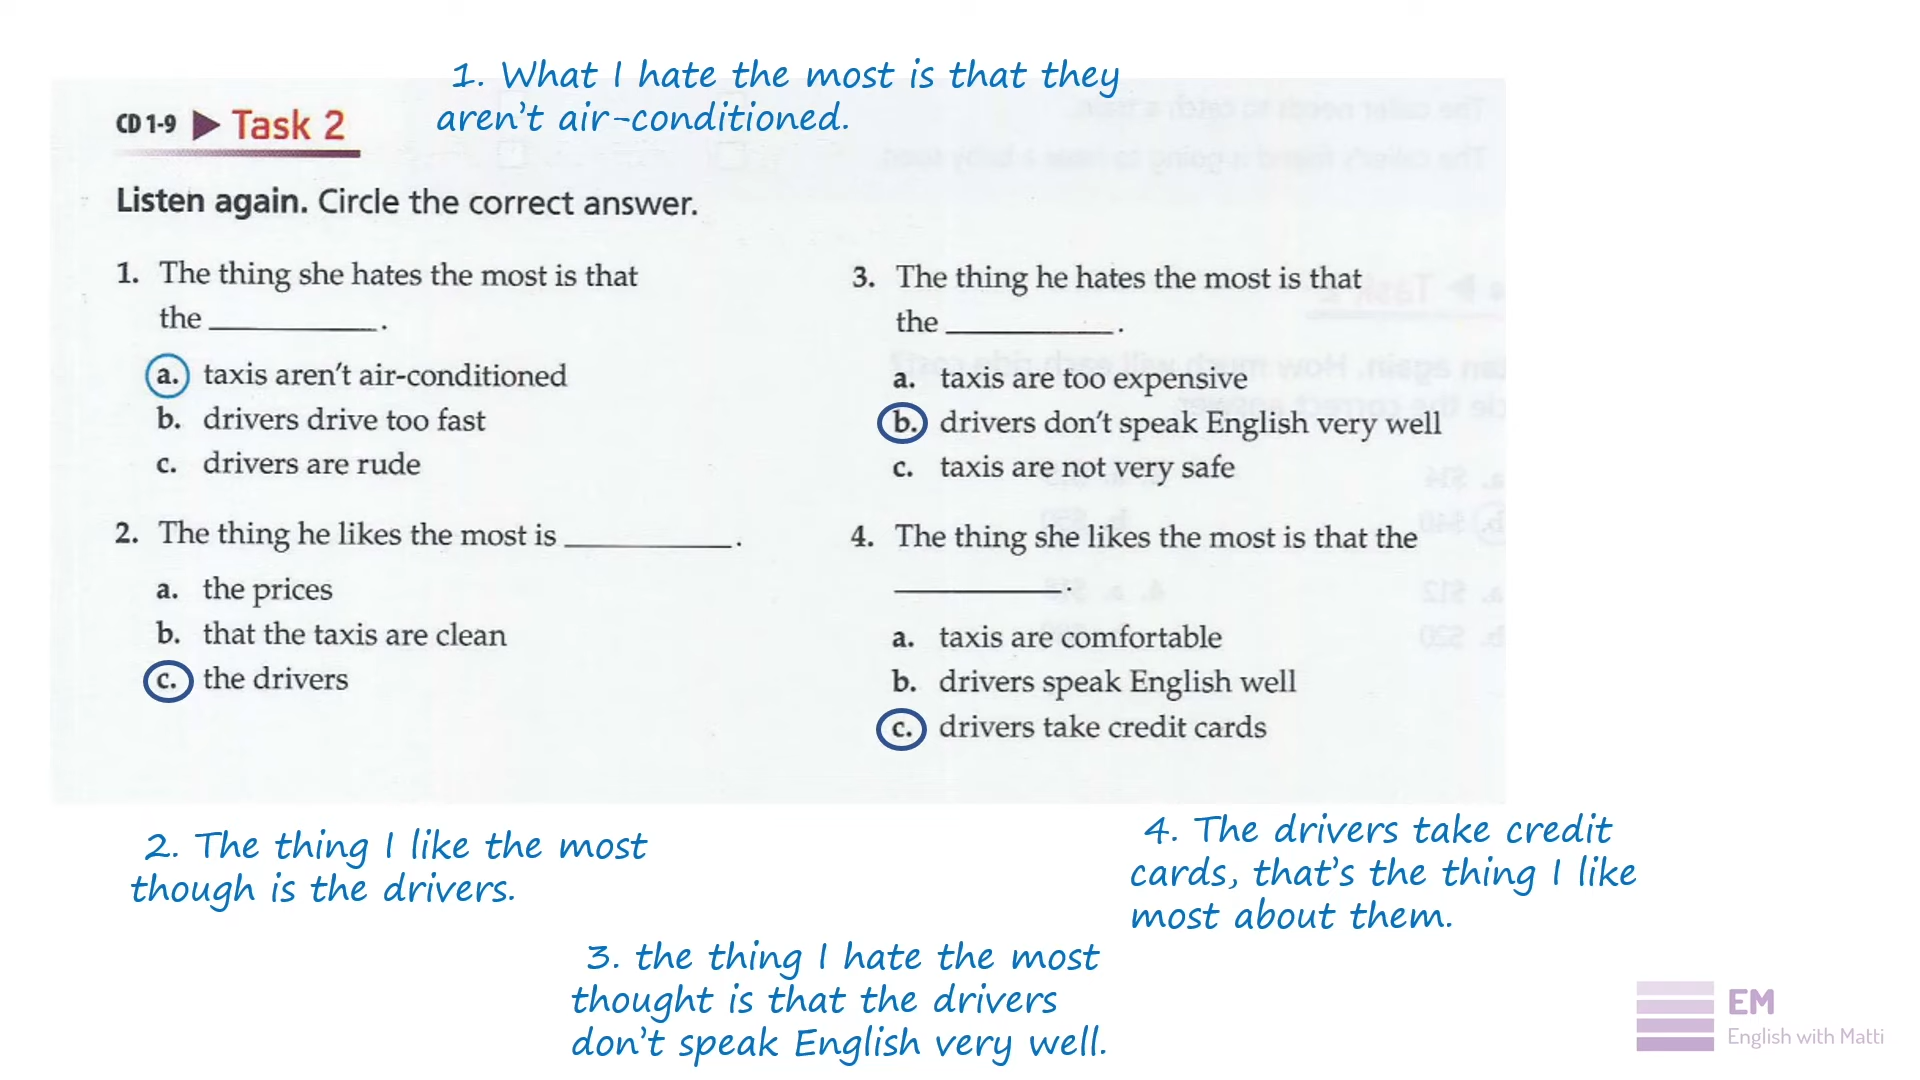 1. What I hate the most is that they
aren't air-conditioned.
CD 1-9 ▶ Task 2
Listen again. Circle the correct answer.
1. The thing she hates the most is that
the __________.
a. taxis aren't air-conditioned
b. drivers drive too fast
c. drivers are rude
2. The thing he likes the most is __________.
a. the prices
b. that the taxis are clean
c. the drivers
3. The thing he hates the most is that
the __________.
a. taxis are too expensive
b. drivers don't speak English very well
c. taxis are not very safe
4. The thing she likes the most is that the
__________.
a. taxis are comfortable
b. drivers speak English well
c. drivers take credit cards
2. The thing I like the most
though is the drivers.
3. the thing I hate the most
thought is that the drivers
don't speak English very well.
4. The drivers take credit
cards, that's the thing I like
most about them.
EM
English with Matti